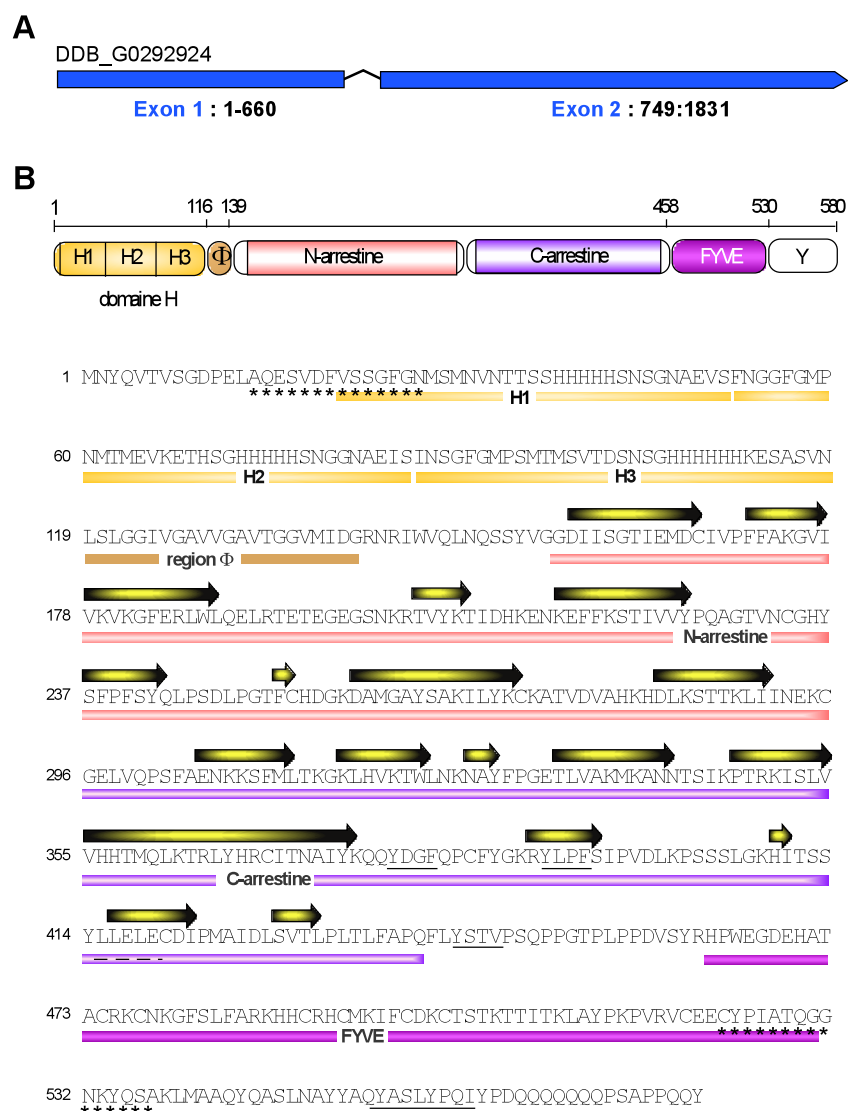 A
DDB_G0292924
Exon 1 : 1-660
Exon 2 : 749:1831
B
1 116 139 458 530 580
H1 H2 H3 Φ N-arrestine C-arrestine FYVE Y
domaine H
1 MNYQVTVSGDPELAQESVDFVSSGFGNMSMNVNTTSSHHHHHSNSGNAEVSFNGGFGMP
***************
H1
60 NMTMEVKETHSGHHHHHSNGGNAEISINSGFGMPSMTMSVTDSNSGHHHHHHKESASVN
H2 H3
119 LSLGGIVGAVVGAVTGGVMIDGRNRIWVQLNQSSYVGGDIISGTIEMDCIVPFFAKGVI
region Φ
178 VKVKGFERLWLQELRTETEGEGSNKRTVYKTIDHKENKEFFKSTIVVYPQAGTVNCGHY
N-arrestine
237 SFPFSYQLPSDLPGTFCHDGKDAMGAYSAKILYKCKATVDVAHKHDLKSTTKLIINEKC
296 GELVQPSFAENKKSFMLTKGKLHVKTWLNKNAYFPGETLVAKMKANNTSIKPTRKISLV
355 VHHTMQLKTRLYHRCITNAIYKQQYDGFQPCFYGKRYLPFSIPVDLKPSSSLGKHITSS
C-arrestine
414 YLLELECDIPMAIDLSVTLPLTLFAPQFLYSTVPSQPPGTPLPPDVSYRHPWEGDEHAT
473 ACRKCNKGFSLFARKHHCRHCMKIFCDKCTSTKTTITKLAYPKPVRVCEECYPIATQGG
*********
FYVE
532 NKYQSAKLMAAQYQASLNAYYAQYASLYPQIYPDQQQQQQQPSAPPQQY
******